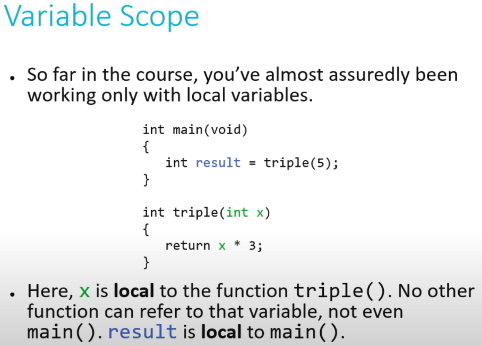 Variable Scope
• So far in the course, you've almost assuredly been
working only with local variables.
int main(void)
{
int result = triple(5);
}
int triple(int x)
{
return x * 3;
}
• Here, x is local to the function triple(). No other
function can refer to that variable, not even
main(). result is local to main().